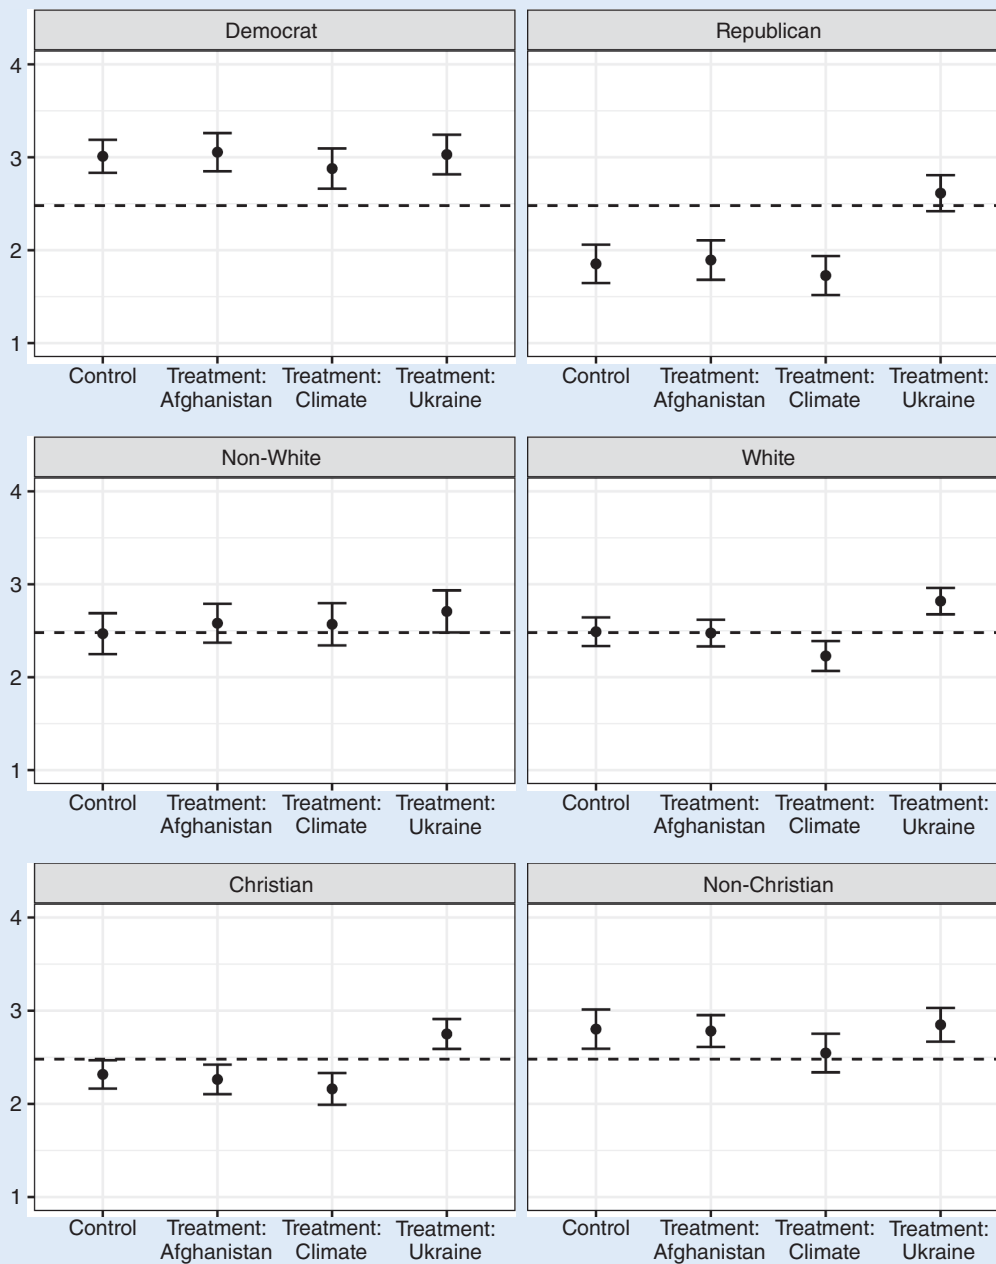 Democrat
Republican
4
3
2
1
Control
Treatment:
Afghanistan
Treatment:
Climate
Treatment:
Ukraine
Control
Treatment:
Afghanistan
Treatment:
Climate
Treatment:
Ukraine
Non-White
White
4
3
2
1
Control
Treatment:
Afghanistan
Treatment:
Climate
Treatment:
Ukraine
Control
Treatment:
Afghanistan
Treatment:
Climate
Treatment:
Ukraine
Christian
Non-Christian
4
3
2
1
Control
Treatment:
Afghanistan
Treatment:
Climate
Treatment:
Ukraine
Control
Treatment:
Afghanistan
Treatment:
Climate
Treatment:
Ukraine